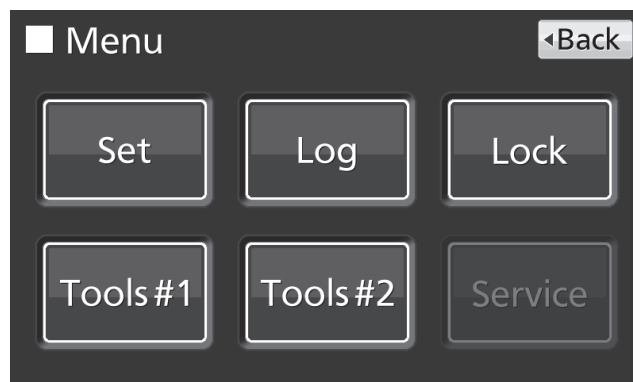 Menu
◂Back
Set
Log
Lock
Tools #1
Tools #2
Service